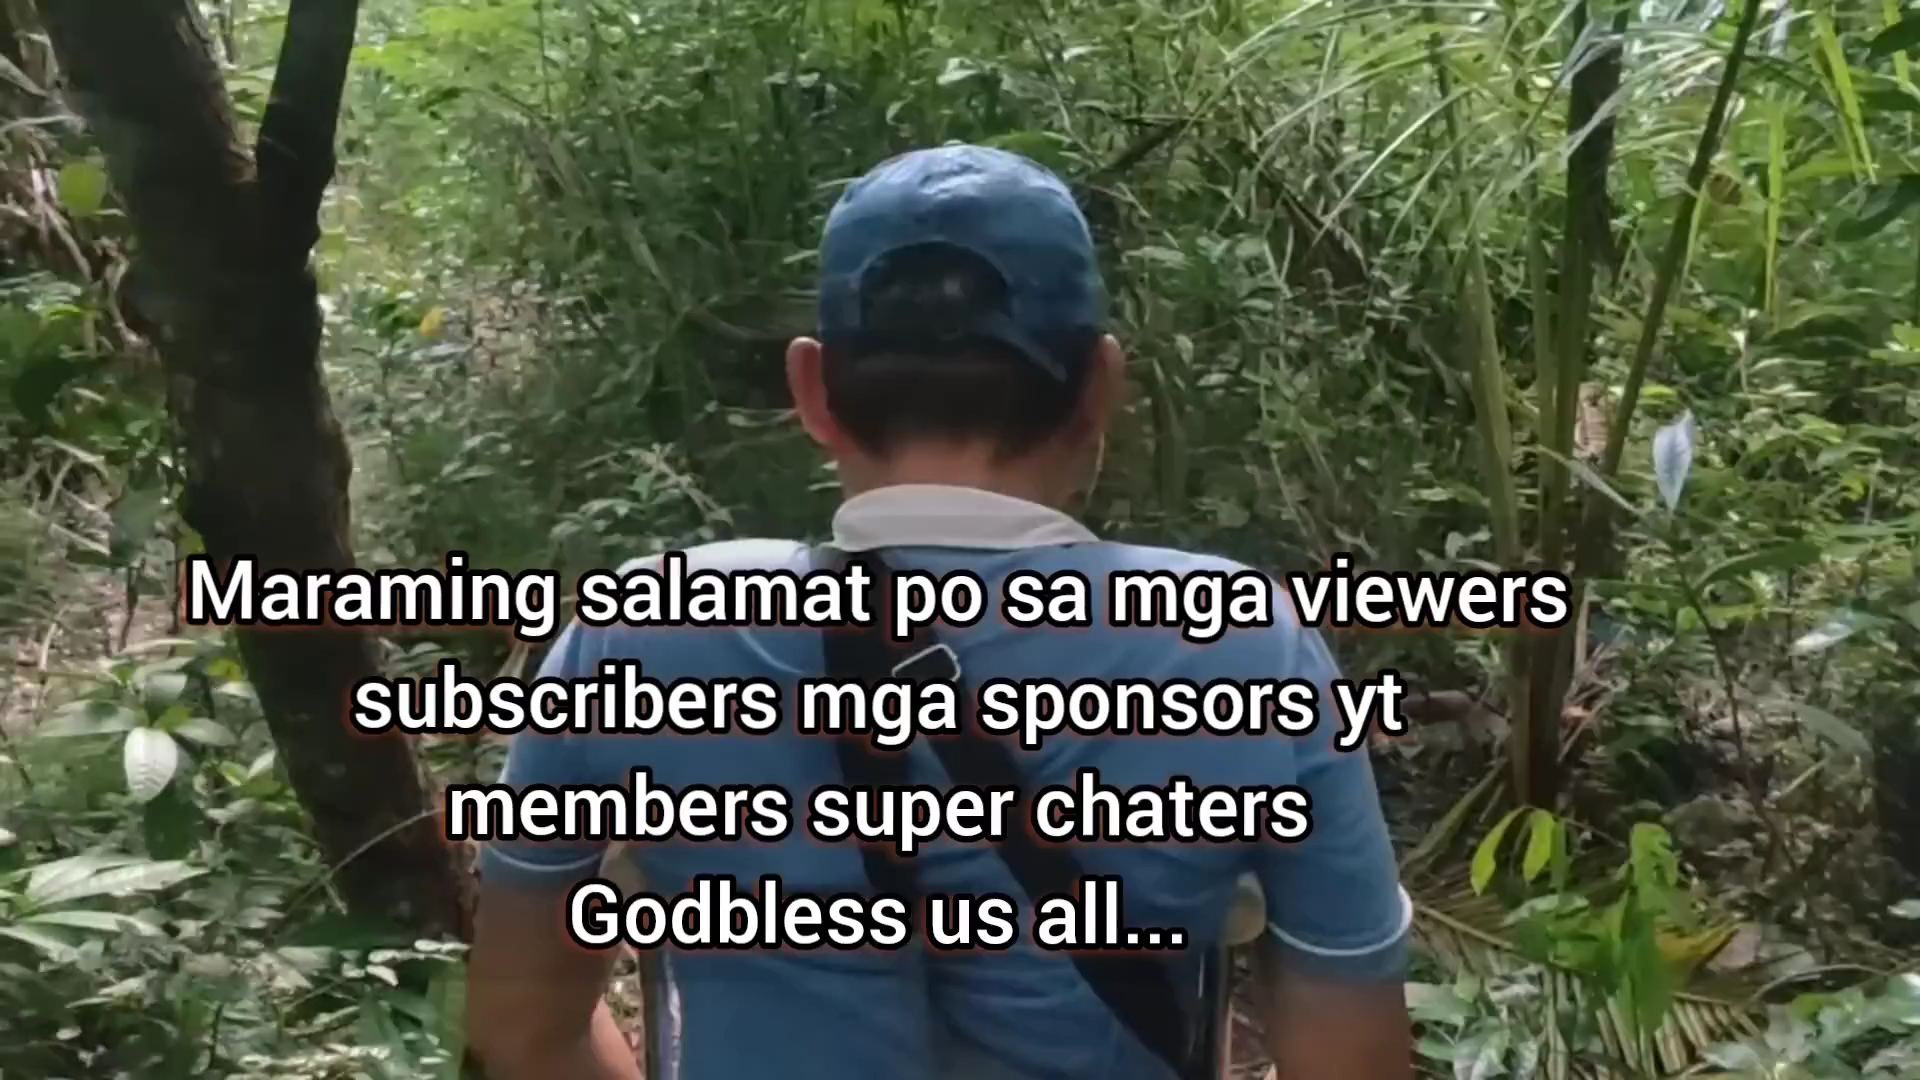 Maraming salamat po sa mga viewers
subscribers mga sponsors yt
members super chaters
Godbless us all...